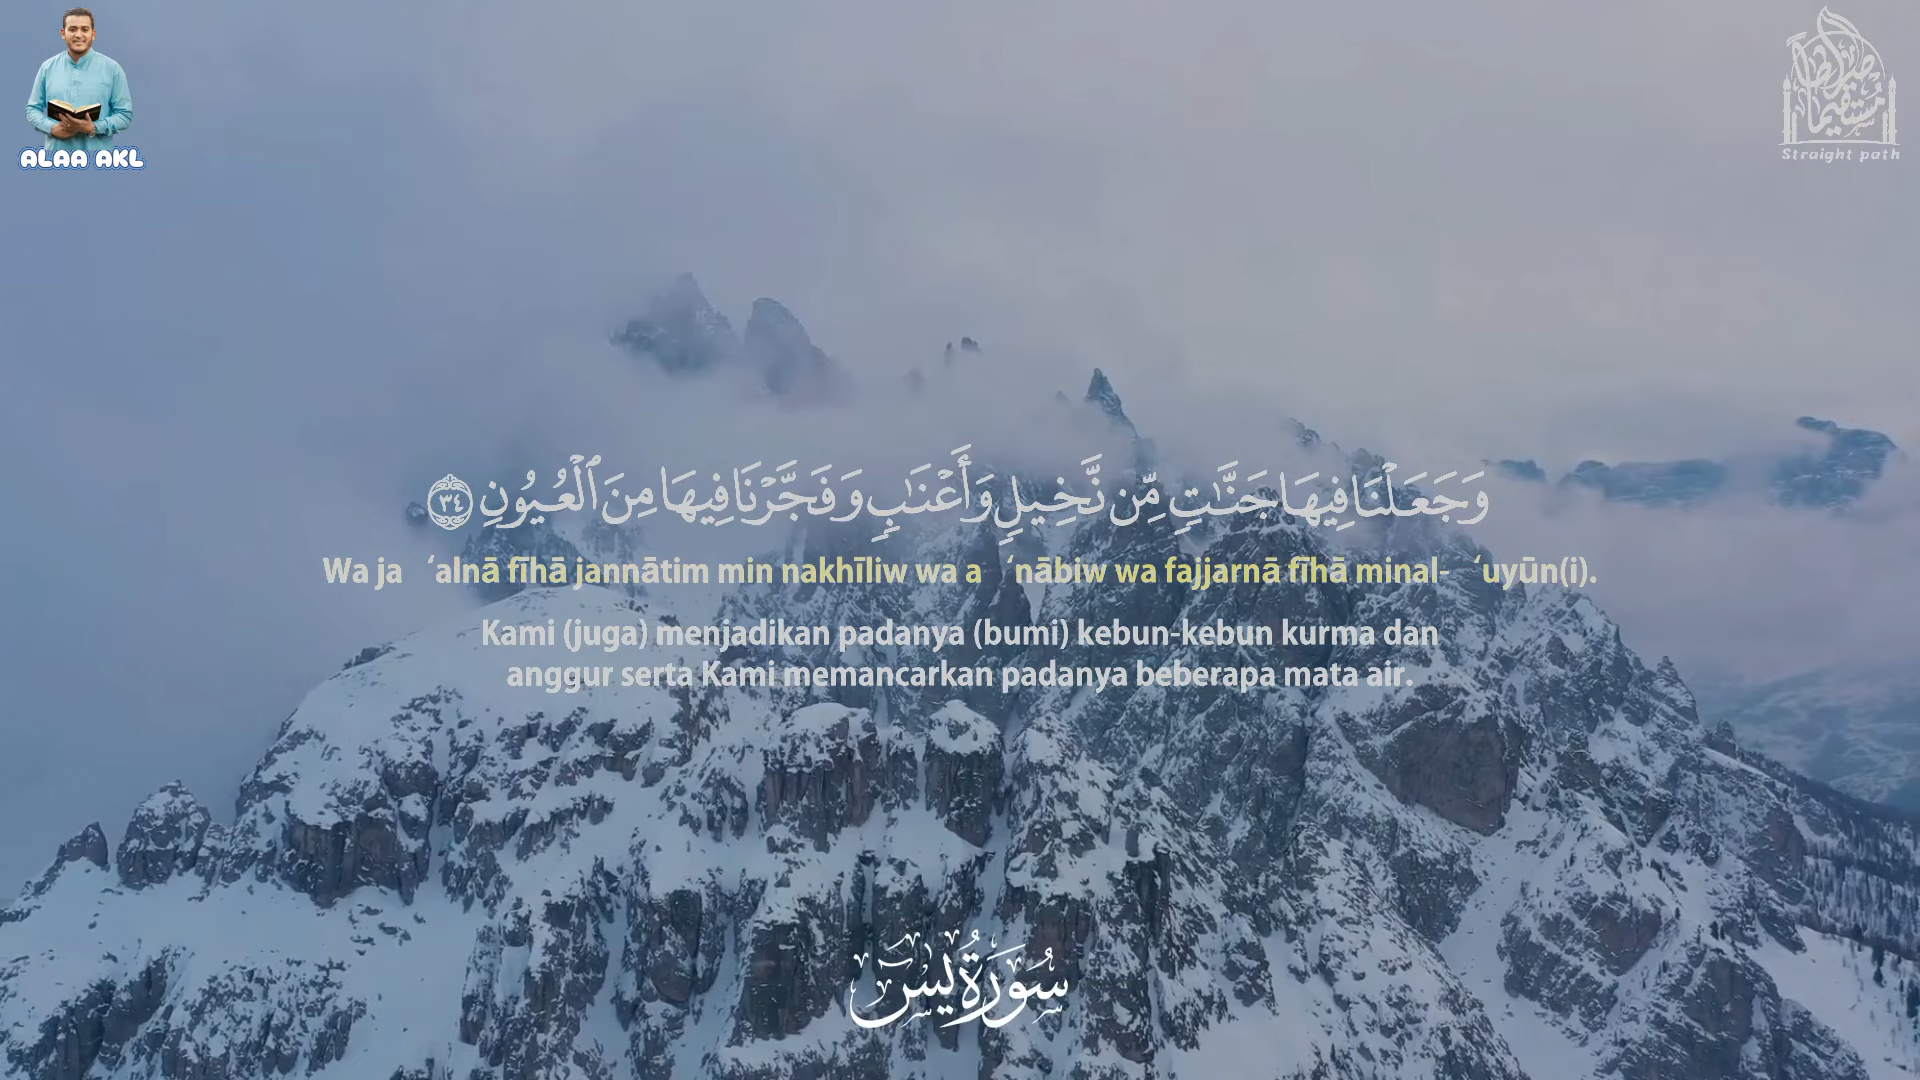 ALAA AKL
صراطا مستقيما
Straight path
وَجَعَلْنَا فِيهَا جَنَّٰتٍ مِّن نَّخِيلٍ وَأَعْنَٰبٍ وَفَجَّرْنَا فِيهَا مِنَ ٱلْعُيُونِ ٣٤
Wa ja‘alnā fīhā jannātim min nakhīliw wa a‘nābiw wa fajjarnā fīhā minal-‘uyūn(i).
Kami (juga) menjadikan padanya (bumi) kebun-kebun kurma dan
anggur serta Kami memancarkan padanya beberapa mata air.
سُورَةُ يسٓ